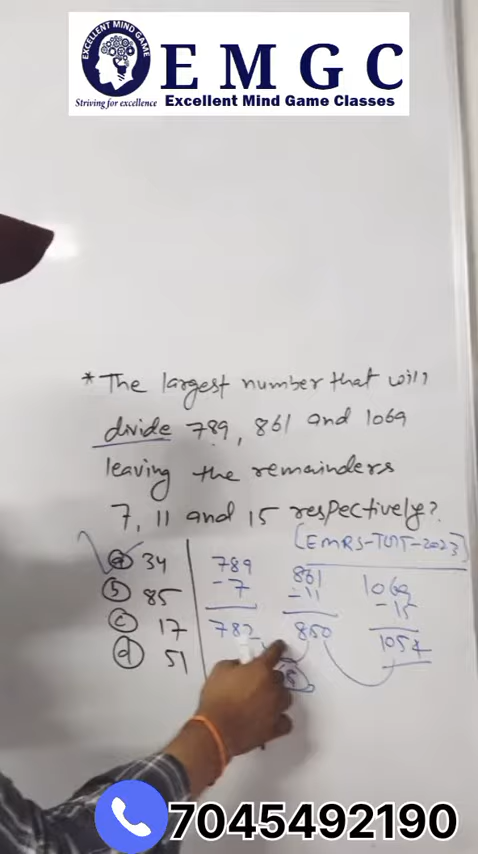 EXCELLENT MIND GAME
EMGC
Striving for excellence
Excellent Mind Game Classes
* The largest number that will
divide 789, 861 and 1069
leaving the remainders
7, 11 and 15 respectively?
[EMRS-TGT-2023]
(a) 34
(b) 85
(c) 17
(d) 51
789
- 7
782
861
- 11
850
1069
- 15
1054
7045492190